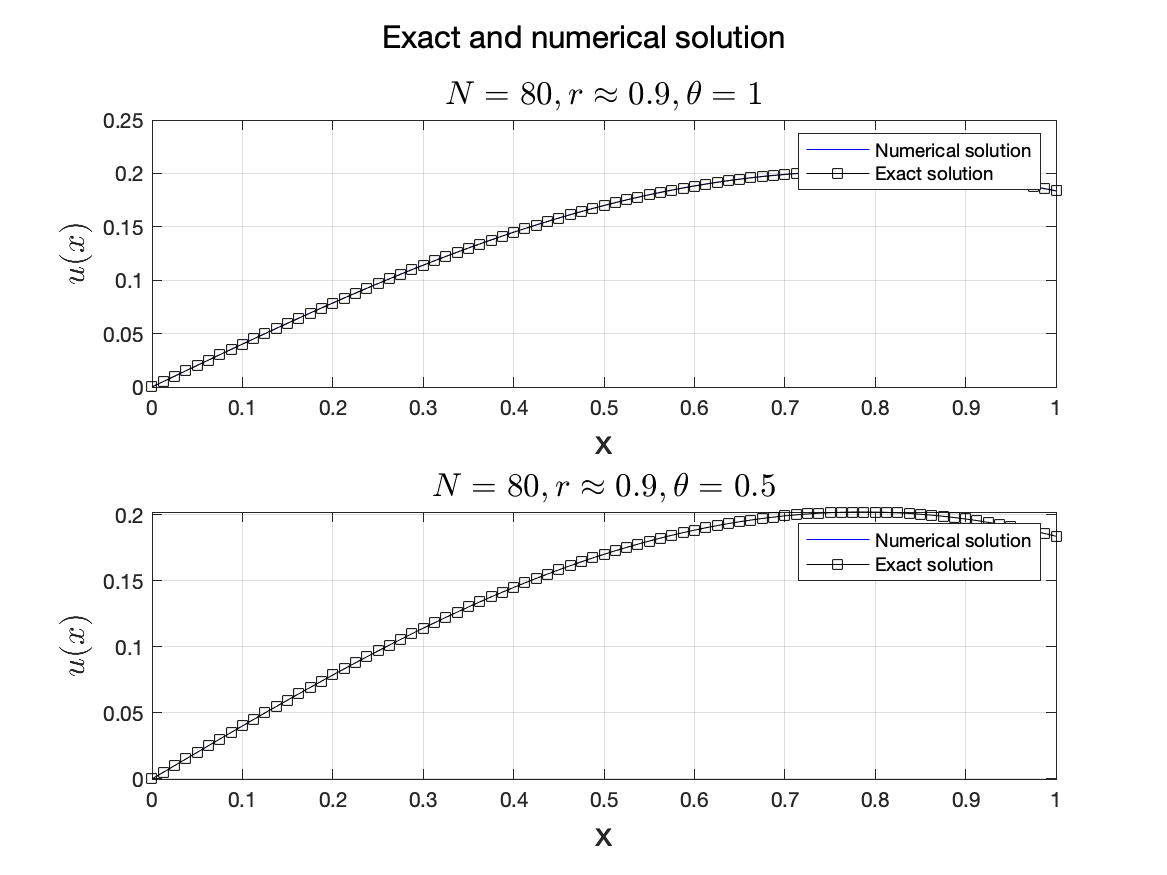 Exact and numerical solution
N = 80, r ≈ 0.9, θ = 1
0.25
0.2
0.15
0.1
0.05
0
u(x)
Numerical solution
Exact solution
0 0.1 0.2 0.3 0.4 0.5 0.6 0.7 0.8 0.9 1
X
N = 80, r ≈ 0.9, θ = 0.5
0.2
0.15
0.1
0.05
0
u(x)
Numerical solution
Exact solution
0 0.1 0.2 0.3 0.4 0.5 0.6 0.7 0.8 0.9 1
X